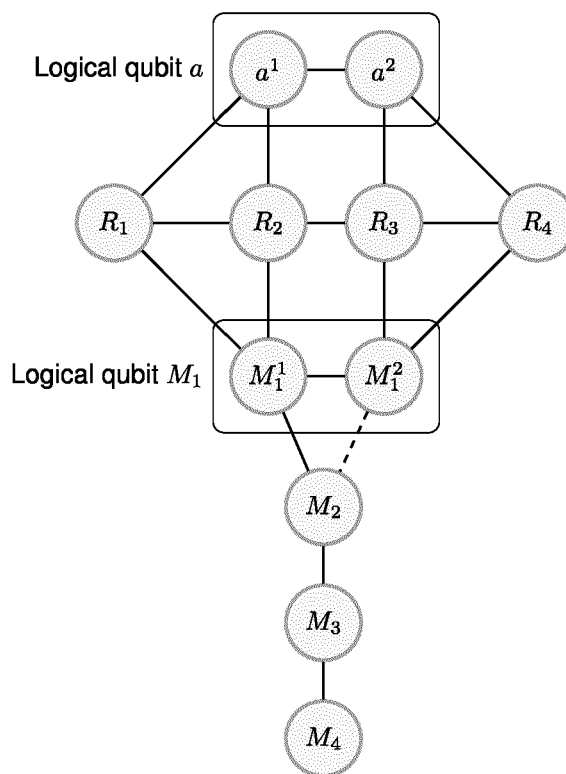 Logical qubit a
a¹ a²
R₁ R₂ R₃ R₄
Logical qubit M₁
M₁¹ M₁²
M₂
M₃
M₄